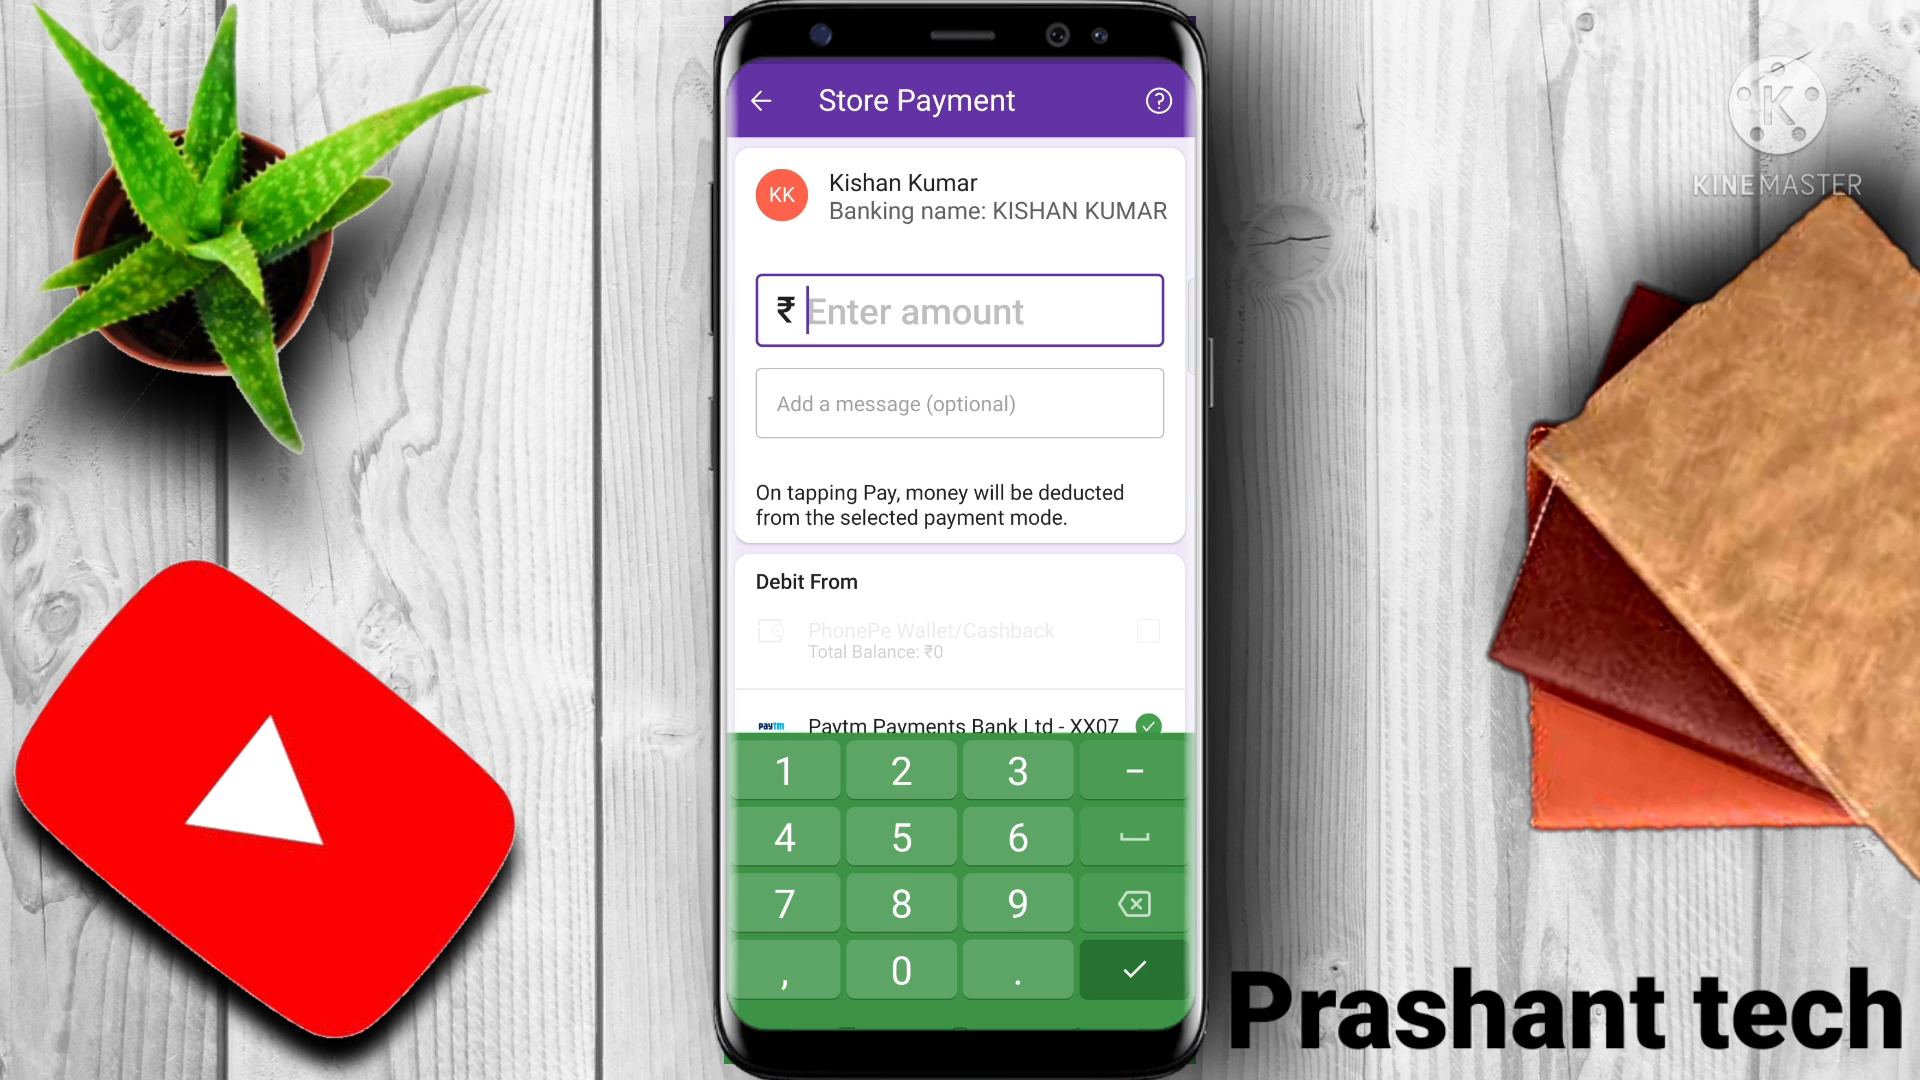 Store Payment
?
KK
Kishan Kumar
Banking name: KISHAN KUMAR
₹ Enter amount
Add a message (optional)
On tapping Pay, money will be deducted
from the selected payment mode.
Debit From
PhonePe Wallet/Cashback
Total Balance: ₹0
paytm Paytm Payments Bank Ltd - XX07
1 2 3 –
4 5 6
7 8 9
, 0 .
K
KINEMASTER
Prashant tech